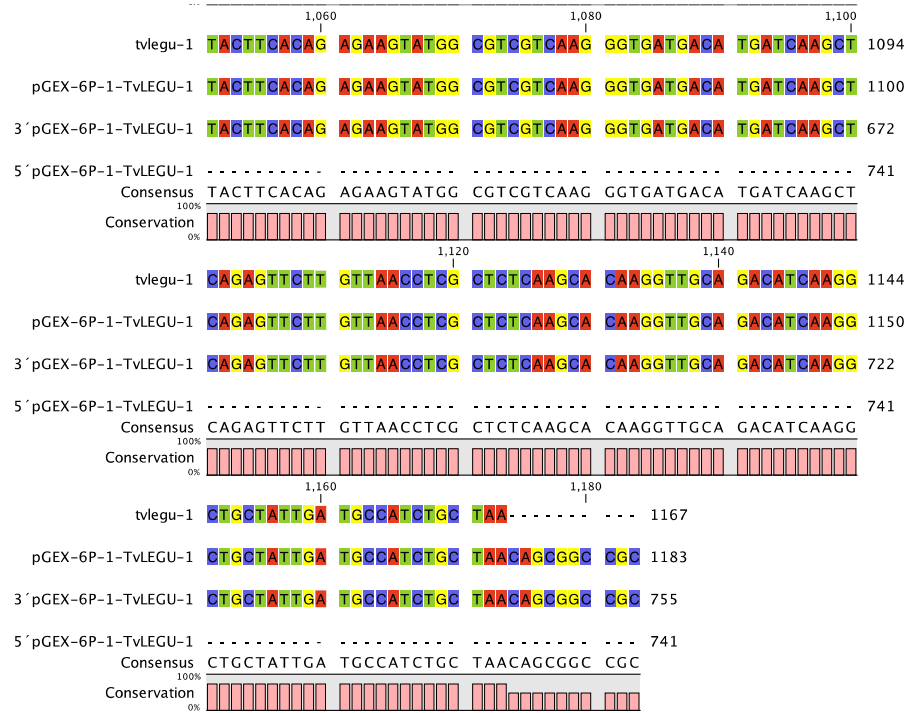 1,060 1,080 1,100
tvlegu-1 TACTTCACAG AGAAGTATGG CGTCGTCAAG GGTGATGACA TGATCAAGCT 1094
pGEX-6P-1-TvLEGU-1 TACTTCACAG AGAAGTATGG CGTCGTCAAG GGTGATGACA TGATCAAGCT 1100
3´pGEX-6P-1-TvLEGU-1 TACTTCACAG AGAAGTATGG CGTCGTCAAG GGTGATGACA TGATCAAGCT 672
5´pGEX-6P-1-TvLEGU-1 ---------- ---------- ---------- ---------- ---------- 741
Consensus TACTTCACAG AGAAGTATGG CGTCGTCAAG GGTGATGACA TGATCAAGCT
100%
Conservation
0%
1,120 1,140
tvlegu-1 CAGAGTTCTT GTTAACCTCG CTCTCAAGCA CAAGGTTGCA GACATCAAGG 1144
pGEX-6P-1-TvLEGU-1 CAGAGTTCTT GTTAACCTCG CTCTCAAGCA CAAGGTTGCA GACATCAAGG 1150
3´pGEX-6P-1-TvLEGU-1 CAGAGTTCTT GTTAACCTCG CTCTCAAGCA CAAGGTTGCA GACATCAAGG 722
5´pGEX-6P-1-TvLEGU-1 ---------- ---------- ---------- ---------- ---------- 741
Consensus CAGAGTTCTT GTTAACCTCG CTCTCAAGCA CAAGGTTGCA GACATCAAGG
100%
Conservation
0%
1,160 1,180
tvlegu-1 CTGCTATTGA TGCCATCTGC TAA------- --- 1167
pGEX-6P-1-TvLEGU-1 CTGCTATTGA TGCCATCTGC TAACAGCGGC CGC 1183
3´pGEX-6P-1-TvLEGU-1 CTGCTATTGA TGCCATCTGC TAACAGCGGC CGC 755
5´pGEX-6P-1-TvLEGU-1 ---------- ---------- ---------- --- 741
Consensus CTGCTATTGA TGCCATCTGC TAACAGCGGC CGC
100%
Conservation
0%